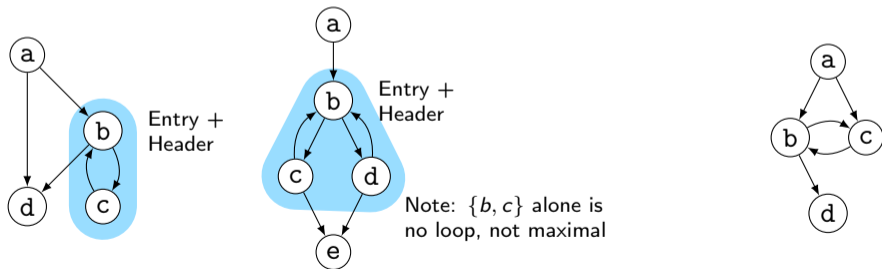 a
b
d
c
Entry +
Header
a
b
c
d
e
Entry +
Header
Note: {b, c} alone is
no loop, not maximal
a
b
c
d